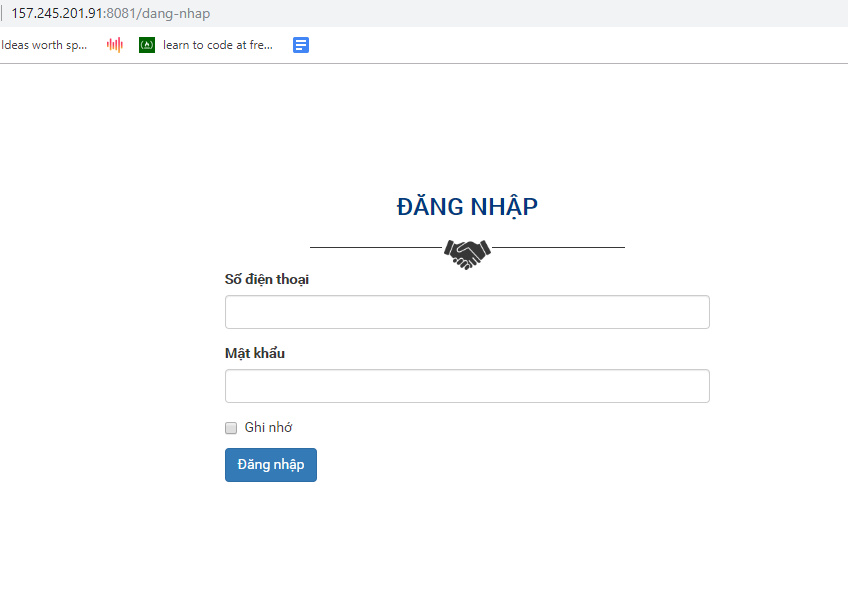 157.245.201.91:8081/dang-nhap
Ideas worth sp... learn to code at fre...
ĐĂNG NHẬP
Số điện thoại
Mật khẩu
Ghi nhớ
Đăng nhập